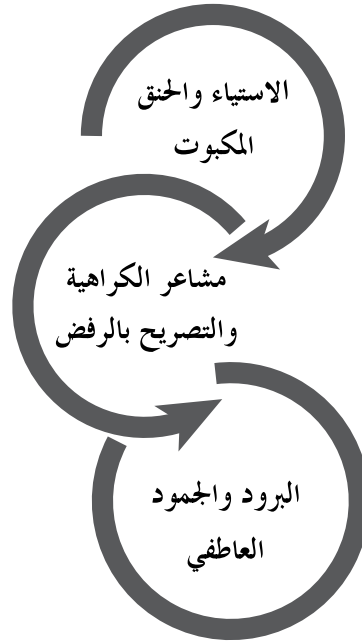 الاستياء والحنق
المكبوت
مشاعر الكراهية
والتصريح بالرفض
البرود والجمود
العاطفي